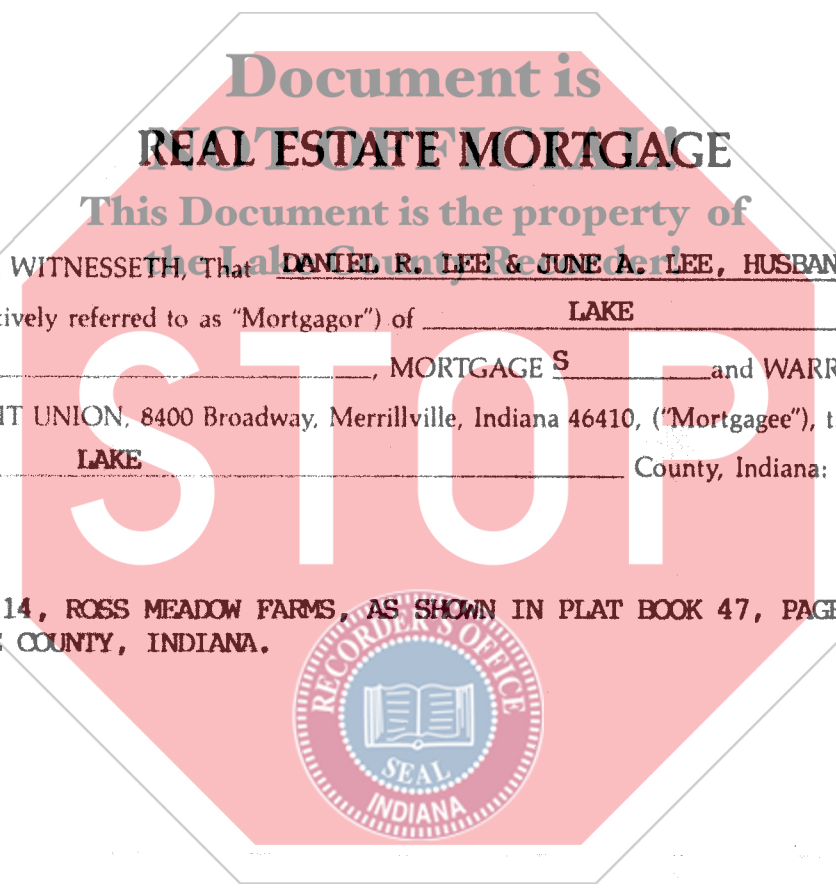 Document is
NOT OFFICIAL!
REAL ESTATE MORTGAGE
This Document is the property of
the Lake County Recorder!
WITNESSETH, That DANIEL R. LEE & JUNE A. LEE, HUSBAN
tively referred to as "Mortgagor") of LAKE
, MORTGAGE S and WARR
IT UNION, 8400 Broadway, Merrillville, Indiana 46410, ("Mortgagee"), t
LAKE County, Indiana:
STOP
14, ROSS MEADOW FARMS, AS SHOWN IN PLAT BOOK 47, PAGE
COUNTY, INDIANA.
RECORDER'S OFFICE
SEAL
INDIANA